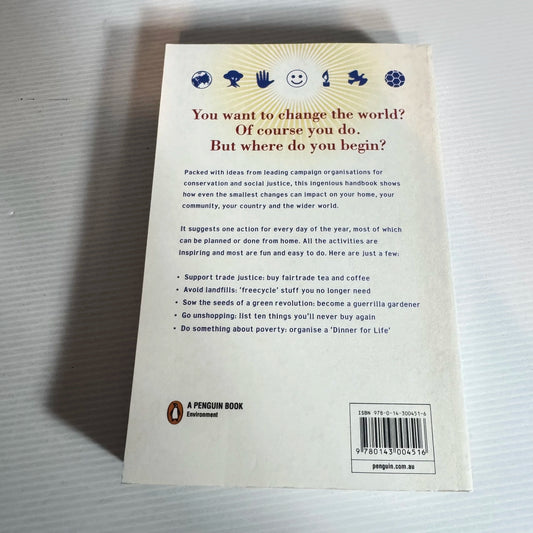 You want to change the world?
Of course you do.
But where do you begin?
Packed with ideas from leading campaign organisations for
conservation and social justice, this ingenious handbook shows
how even the smallest changes can impact on your home, your
community, your country and the wider world.
It suggests one action for every day of the year, most of which
can be planned or done from home. All the activities are
inspiring and most are fun and easy to do. Here are just a few:
• Support trade justice: buy fairtrade tea and coffee
• Avoid landfills: 'freecycle' stuff you no longer need
• Sow the seeds of a green revolution: become a guerrilla gardener
• Go unshopping: list ten things you'll never buy again
• Do something about poverty: organise a 'Dinner for Life'
A PENGUIN BOOK
Environment
ISBN 978-0-14-300451-6
9 780143 004516
penguin.com.au